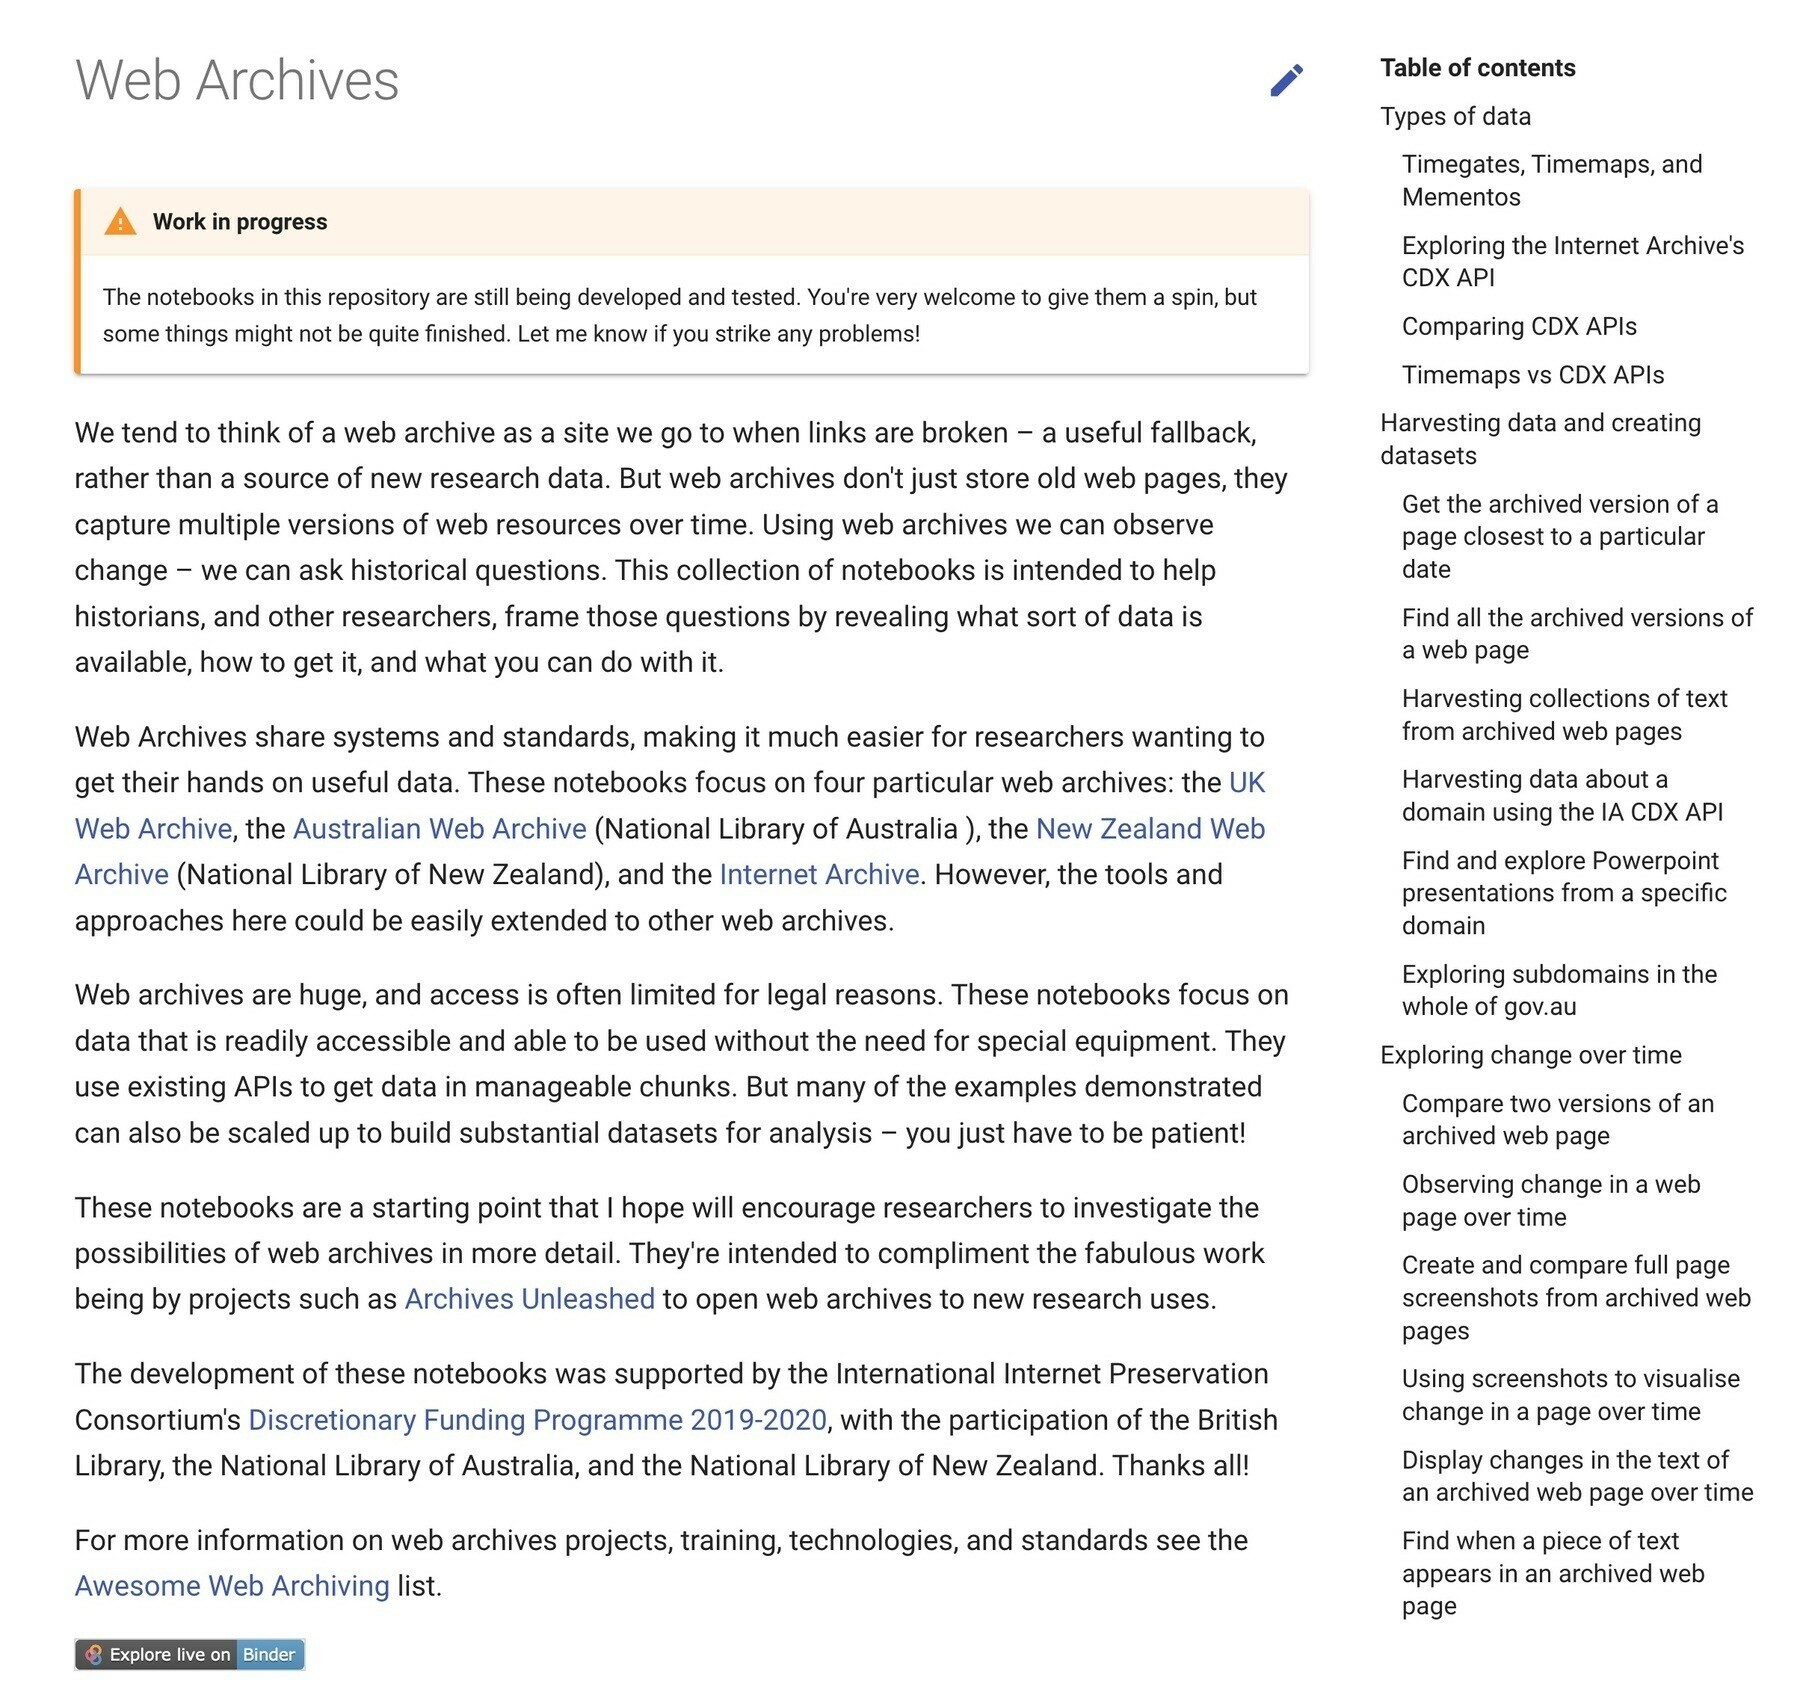 Web Archives
Work in progress
The notebooks in this repository are still being developed and tested. You're very welcome to give them a spin, but
some things might not be quite finished. Let me know if you strike any problems!
We tend to think of a web archive as a site we go to when links are broken – a useful fallback,
rather than a source of new research data. But web archives don't just store old web pages, they
capture multiple versions of web resources over time. Using web archives we can observe
change – we can ask historical questions. This collection of notebooks is intended to help
historians, and other researchers, frame those questions by revealing what sort of data is
available, how to get it, and what you can do with it.
Web Archives share systems and standards, making it much easier for researchers wanting to
get their hands on useful data. These notebooks focus on four particular web archives: the UK
Web Archive, the Australian Web Archive (National Library of Australia ), the New Zealand Web
Archive (National Library of New Zealand), and the Internet Archive. However, the tools and
approaches here could be easily extended to other web archives.
Web archives are huge, and access is often limited for legal reasons. These notebooks focus on
data that is readily accessible and able to be used without the need for special equipment. They
use existing APIs to get data in manageable chunks. But many of the examples demonstrated
can also be scaled up to build substantial datasets for analysis – you just have to be patient!
These notebooks are a starting point that I hope will encourage researchers to investigate the
possibilities of web archives in more detail. They're intended to compliment the fabulous work
being by projects such as Archives Unleashed to open web archives to new research uses.
The development of these notebooks was supported by the International Internet Preservation
Consortium's Discretionary Funding Programme 2019-2020, with the participation of the British
Library, the National Library of Australia, and the National Library of New Zealand. Thanks all!
For more information on web archives projects, training, technologies, and standards see the
Awesome Web Archiving list.
Explore live on Binder
Table of contents
Types of data
Timegates, Timemaps, and
Mementos
Exploring the Internet Archive's
CDX API
Comparing CDX APIs
Timemaps vs CDX APIs
Harvesting data and creating
datasets
Get the archived version of a
page closest to a particular
date
Find all the archived versions of
a web page
Harvesting collections of text
from archived web pages
Harvesting data about a
domain using the IA CDX API
Find and explore Powerpoint
presentations from a specific
domain
Exploring subdomains in the
whole of gov.au
Exploring change over time
Compare two versions of an
archived web page
Observing change in a web
page over time
Create and compare full page
screenshots from archived web
pages
Using screenshots to visualise
change in a page over time
Display changes in the text of
an archived web page over time
Find when a piece of text
appears in an archived web
page